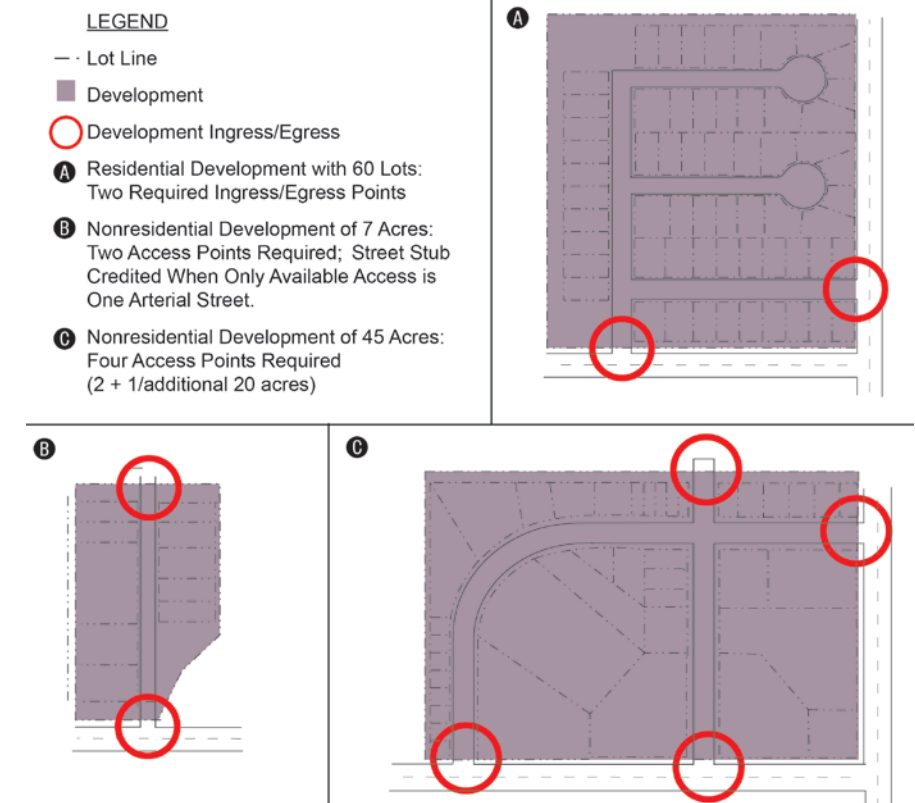 LEGEND
Lot Line
Development
Development Ingress/Egress
A Residential Development with 60 Lots:
Two Required Ingress/Egress Points
B Nonresidential Development of 7 Acres:
Two Access Points Required; Street Stub
Credited When Only Available Access is
One Arterial Street.
C Nonresidential Development of 45 Acres:
Four Access Points Required
(2 + 1/additional 20 acres)
A
B
C